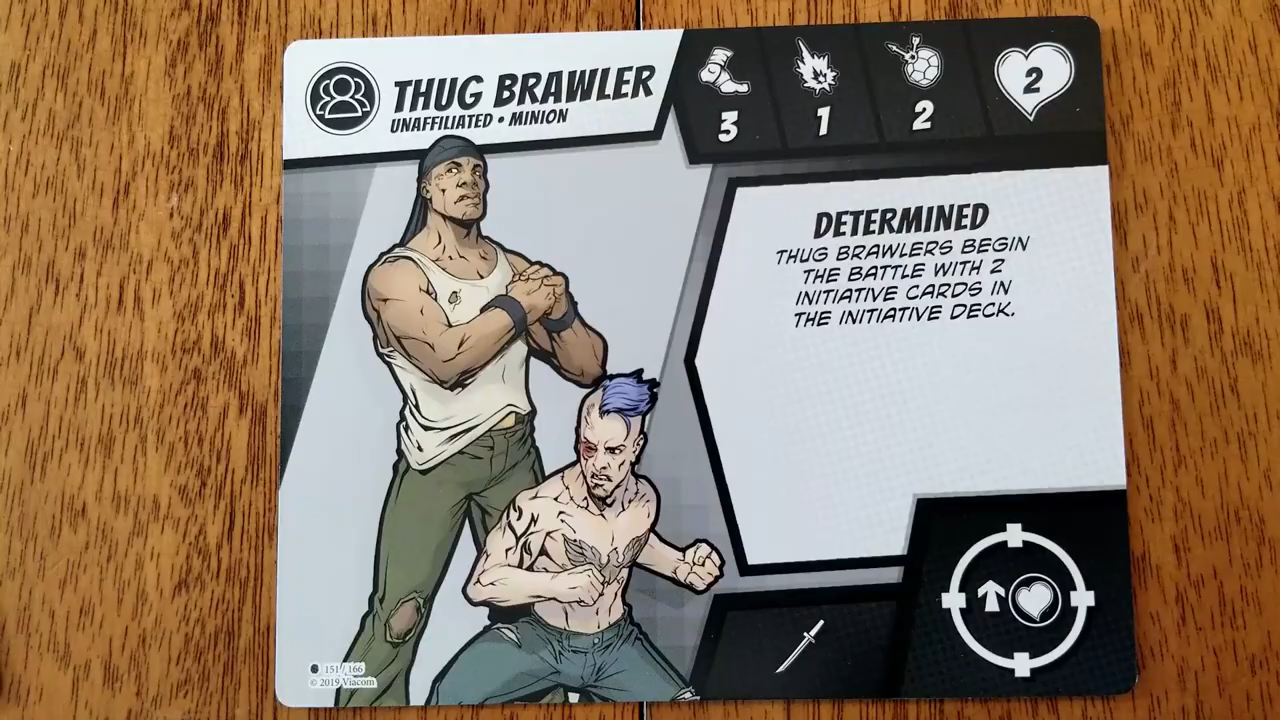 THUG BRAWLER
UNAFFILIATED • MINION
3 1 2 2
DETERMINED
THUG BRAWLERS BEGIN
THE BATTLE WITH 2
INITIATIVE CARDS IN
THE INITIATIVE DECK.
151/166
© 2019 Viacom